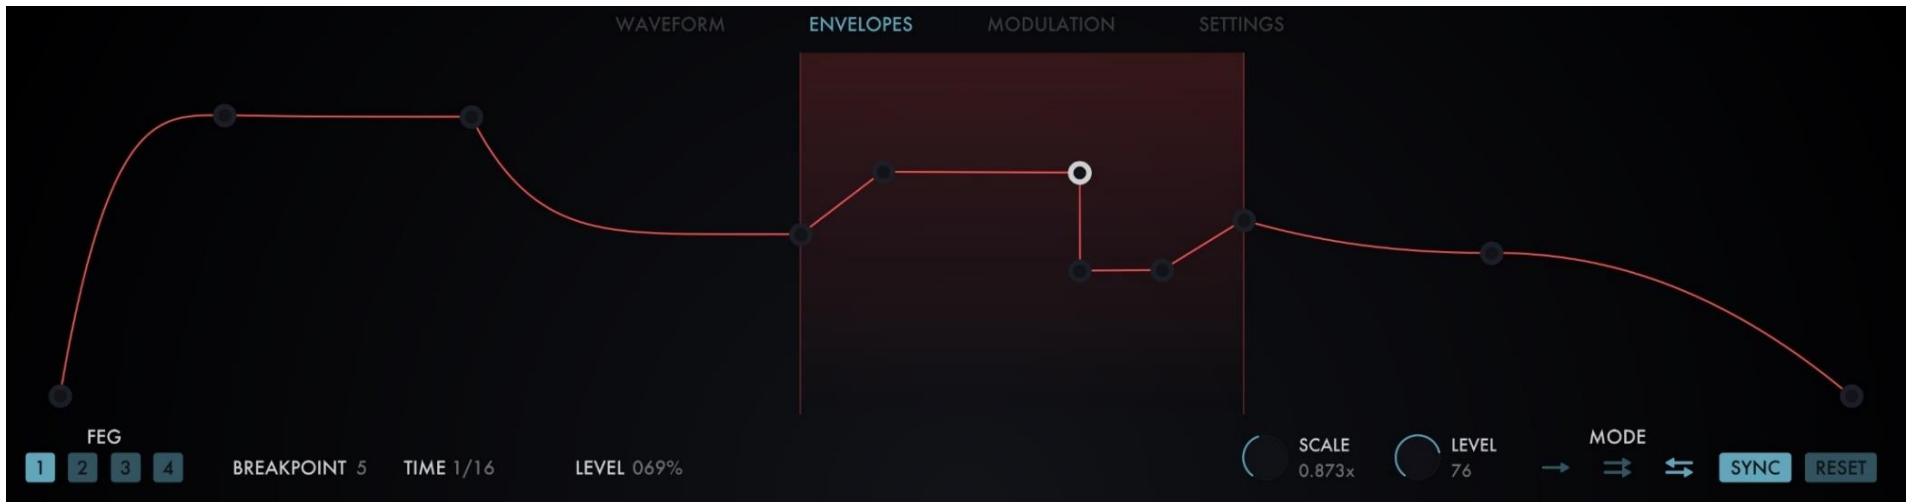 WAVEFORM ENVELOPES MODULATION SETTINGS
FEG
1 2 3 4
BREAKPOINT 5 TIME 1/16 LEVEL 069%
SCALE
0.873x
LEVEL
76
MODE
SYNC RESET